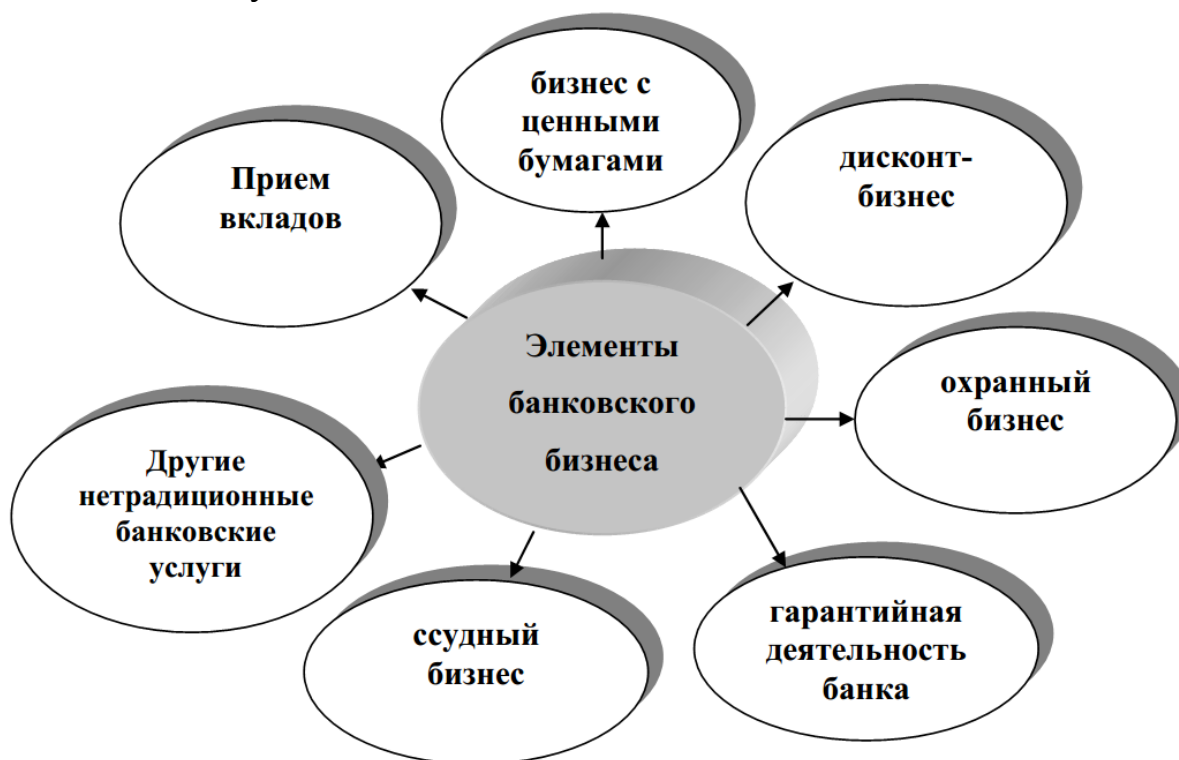 бизнес с
ценными
бумагами
дисконт-
бизнес
Прием
вкладов
Элементы
банковского
бизнеса
охранный
бизнес
Другие
нетрадиционные
банковские
услуги
ссудный
бизнес
гарантийная
деятельность
банка